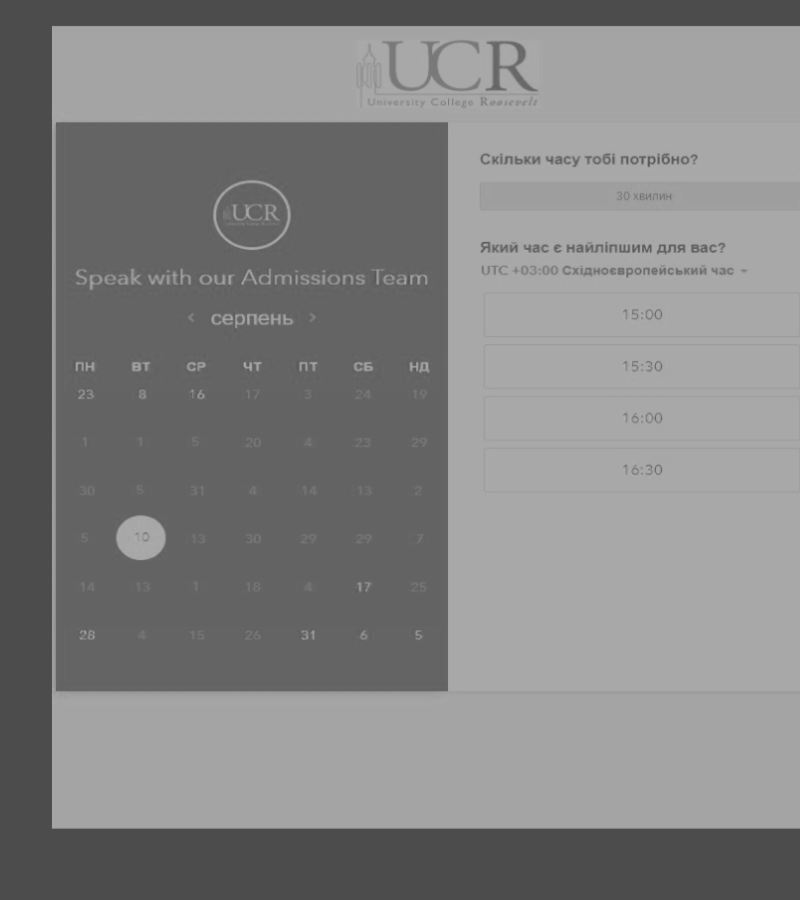 UCR
University College Roosevelt
UCR
Speak with our Admissions Team
< серпень >
ПН ВТ СР ЧТ ПТ СБ НД
23 8 16 17 3 24 19
1 1 5 20 4 23 29
30 5 31 4 14 13 2
5 10 13 30 29 29 7
14 13 1 18 4 17 25
28 4 15 26 31 6 5
Скільки часу тобі потрібно?
30 хвилин
Який час є найліпшим для вас?
UTC +03:00 Східноєвропейський час
15:00
15:30
16:00
16:30